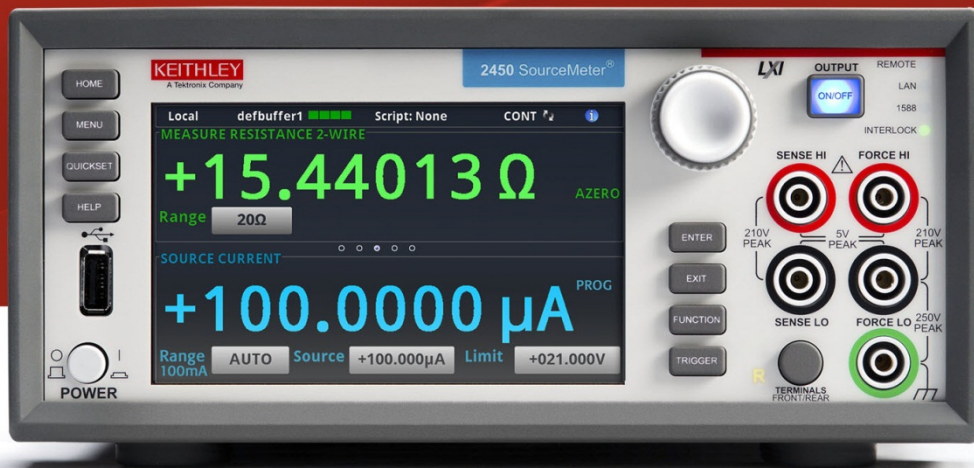 HOME
MENU
QUICKSET
HELP
POWER
KEITHLEY
A Tektronix Company
2450 SourceMeter®
Local defbuffer1 Script: None CONT
MEASURE RESISTANCE 2-WIRE
+15.44013 Ω
AZERO
Range 20Ω
SOURCE CURRENT
+100.0000 µA
PROG
Range AUTO Source +100.000µA Limit +021.000V
100mA
ENTER
EXIT
FUNCTION
TRIGGER
LXI
OUTPUT
ON/OFF
REMOTE
LAN
1588
INTERLOCK
SENSE HI FORCE HI
210V PEAK
5V PEAK
210V PEAK
SENSE LO FORCE LO
250V PEAK
R
TERMINALS
FRONT/REAR